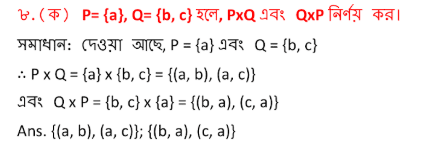 ৮. (ক) P= {a}, Q= {b, c} হলে, PxQ এবং QxP নির্ণয় কর।
সমাধান: দেওয়া আছে, P = {a} এবং Q = {b, c}
∴ P x Q = {a} x {b, c} = {(a, b), (a, c)}
এবং Q x P = {b, c} x {a} = {(b, a), (c, a)}
Ans. {(a, b), (a, c)}; {(b, a), (c, a)}